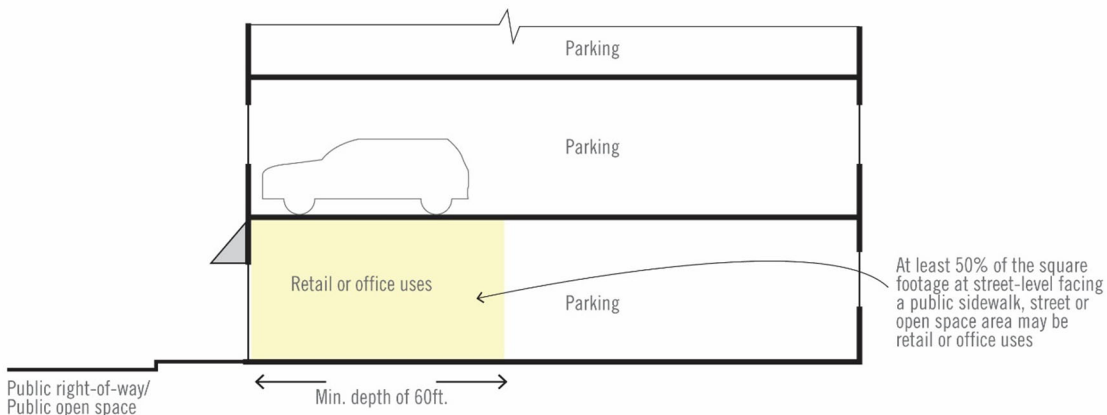 Parking
Parking
Retail or office uses
Parking
At least 50% of the square
footage at street-level facing
a public sidewalk, street or
open space area may be
retail or office uses
Min. depth of 60ft.
Public right-of-way/
Public open space